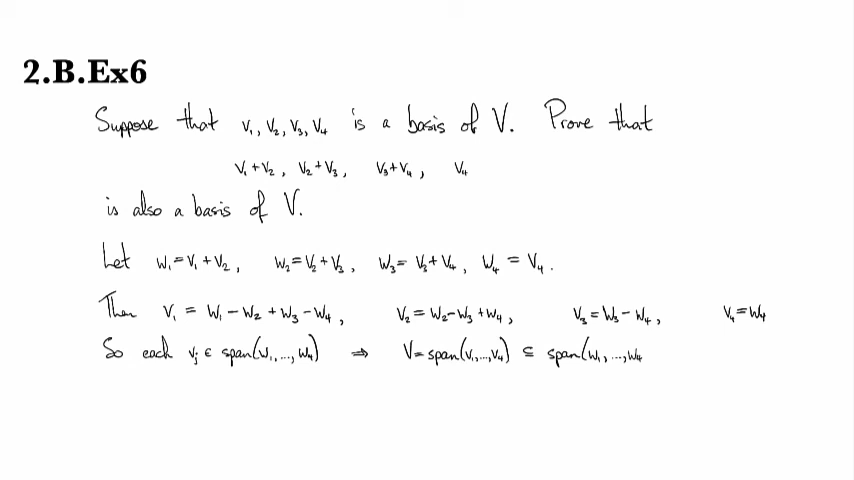 2.B.Ex6
Suppose that v₁, v₂, v₃, v₄ is a basis of V. Prove that
v₁+v₂, v₂+v₃, v₃+v₄, v₄
is also a basis of V.
Let w₁=v₁+v₂, w₂=v₂+v₃, w₃=v₃+v₄, w₄=v₄.
Then v₁ = w₁-w₂+w₃-w₄, v₂=w₂-w₃+w₄, v₃=w₃-w₄, v₄=w₄
So each vⱼ ∈ span(w₁,...,w₄) ⇒ V=span(v₁,...,v₄) ⊆ span(w₁,...,w₄